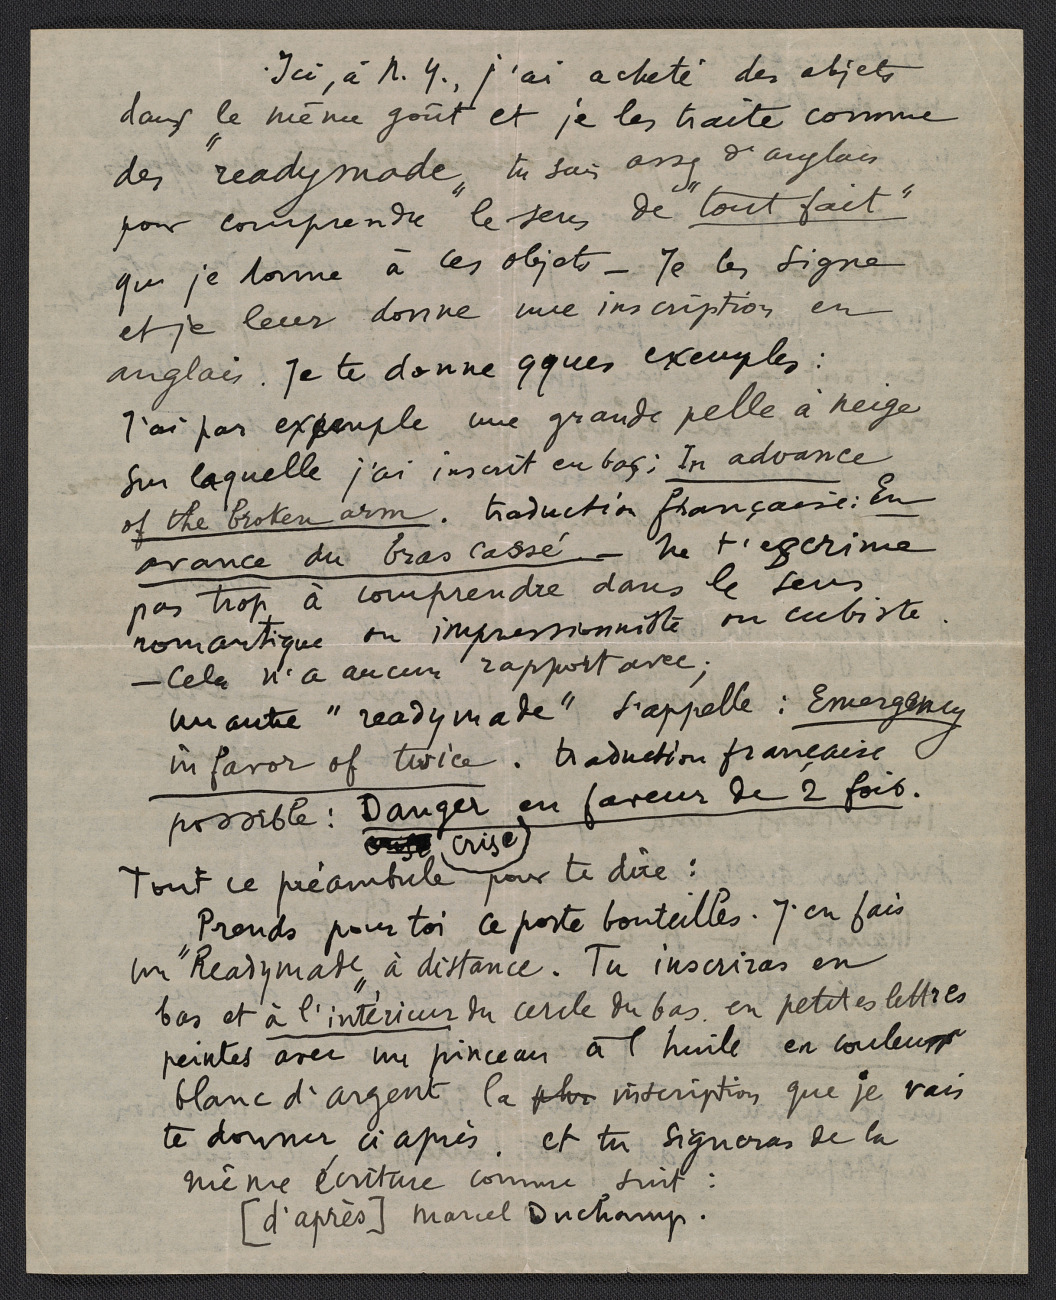 Ici, à N. Y., j'ai acheté des objets
dans le même goût et je les traite comme
des "readymade" tu sais assez d'anglais
pour comprendre le sens de "tout fait"
que je donne à ces objets — Je les signe
et je leur donne une inscription en
anglais. Je te donne qques exemples :
J'ai par exemple une grande pelle à neige
sur laquelle j'ai inscrit en bas : In advance
of the broken arm. traduction française : En
avance du bras cassé — ne t'escrime
pas trop à comprendre dans le sens
romantique ou impressionniste ou cubiste.
— Cela n'a aucun rapport avec ;
un autre "readymade" s'appelle : Emergency
in favor of twice. traduction française
possible : Danger en faveur de 2 fois.
(crise)
Tout ce préambule pour te dire :
Prends pour toi ce porte bouteilles. J'en fais
un "Readymade" à distance. Tu inscriras en
bas et à l'intérieur du cercle du bas, en petites lettres
peintes avec un pinceau à l'huile en couleur
blanc d'argent la inscription que je vais
te donner ci après, et tu signeras de la
même écriture comme suit :
[d'après] Marcel Duchamp.